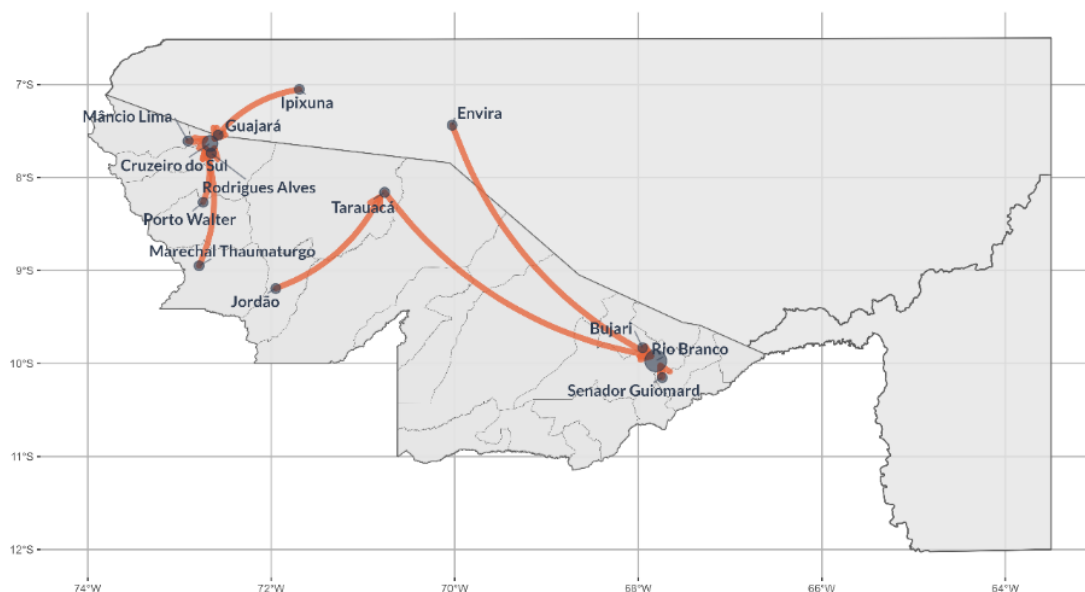 7°S
8°S
9°S
10°S
11°S
12°S
Ipixuna
Envira
Mâncio Lima
Guajará
Cruzeiro do Sul
Rodrigues Alves
Tarauacá
Porto Walter
Marechal Thaumaturgo
Jordão
Bujari
Rio Branco
Senador Guiomard
74°W
72°W
70°W
68°W
66°W
64°W